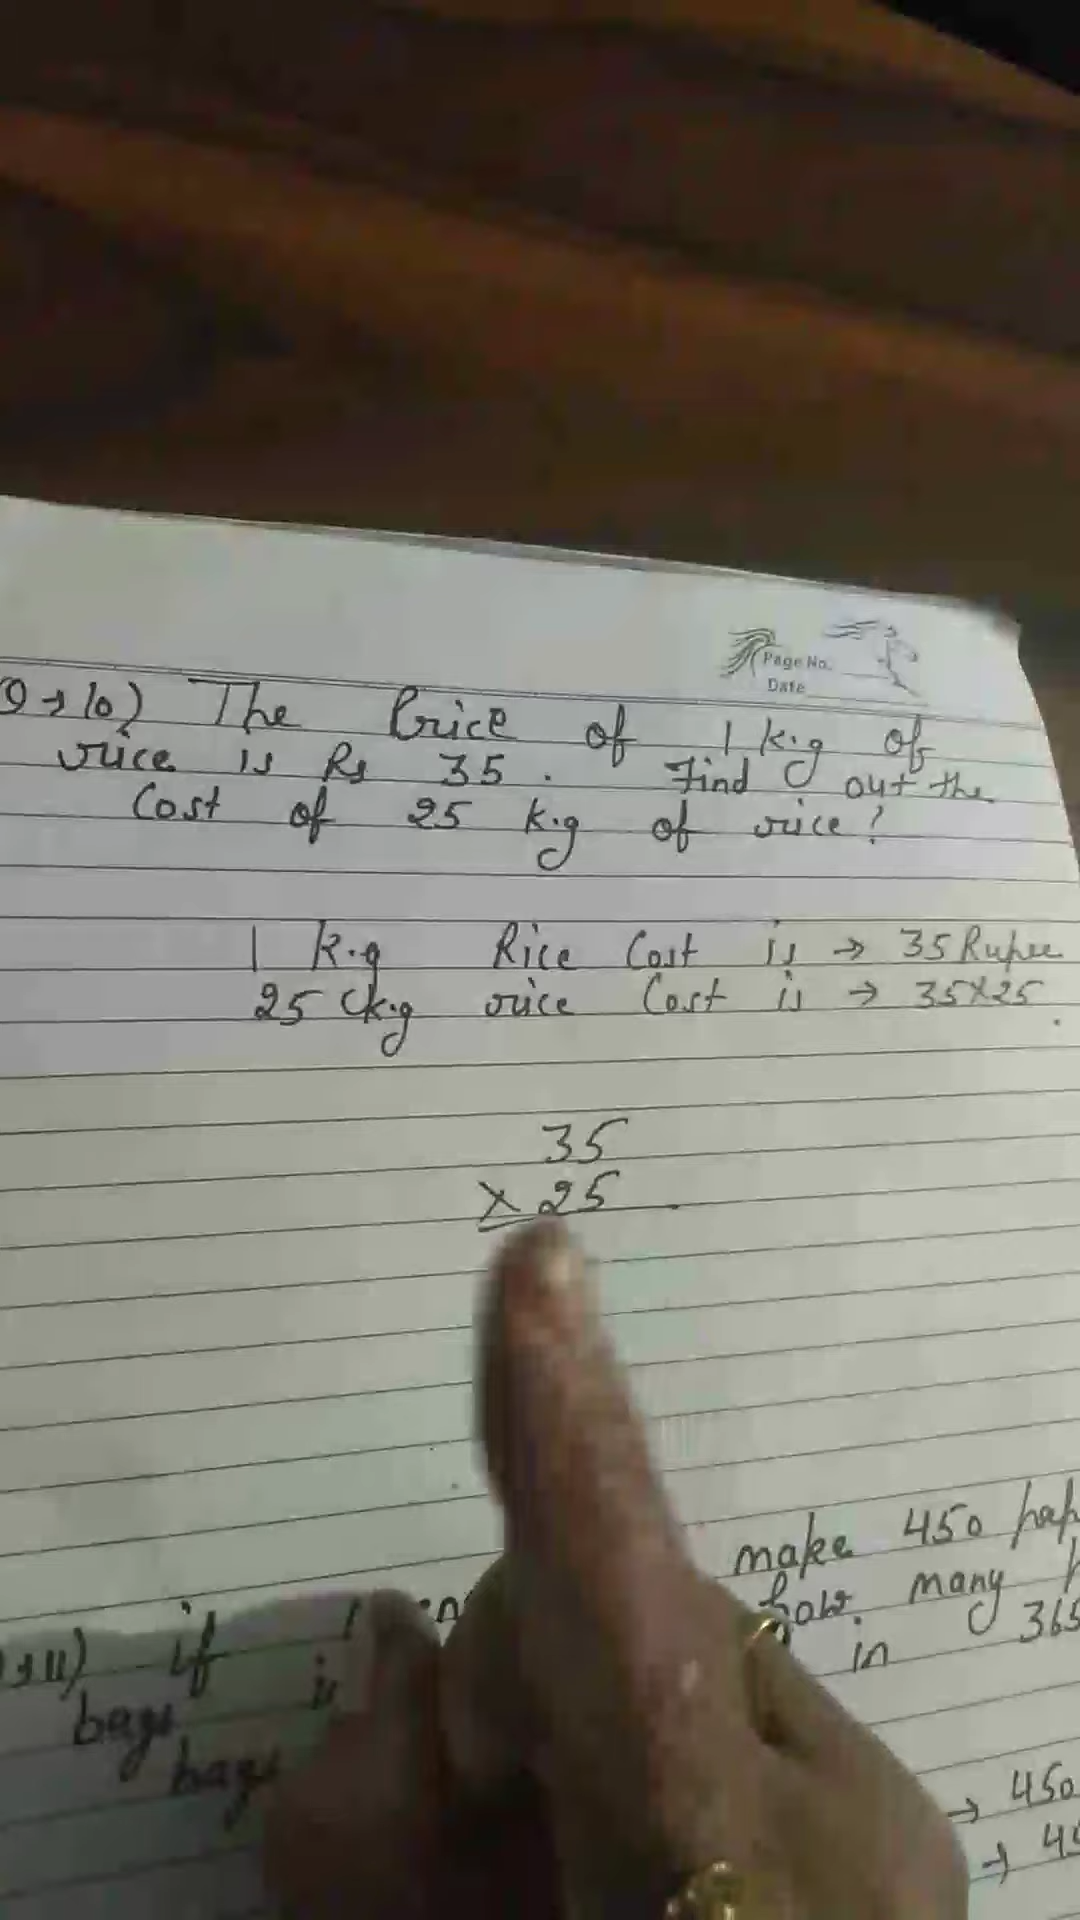 Page No.
Date
Q→10) The Price of 1 k.g of
rice is Rs 35. Find out the
Cost of 25 k.g of rice?
1 k.g Rice Cost is → 35 Rupee
25 k.g rice Cost is → 35×25
35
× 25
make 450
if 1
how many
bags is
in 365
bags
→ 450
→